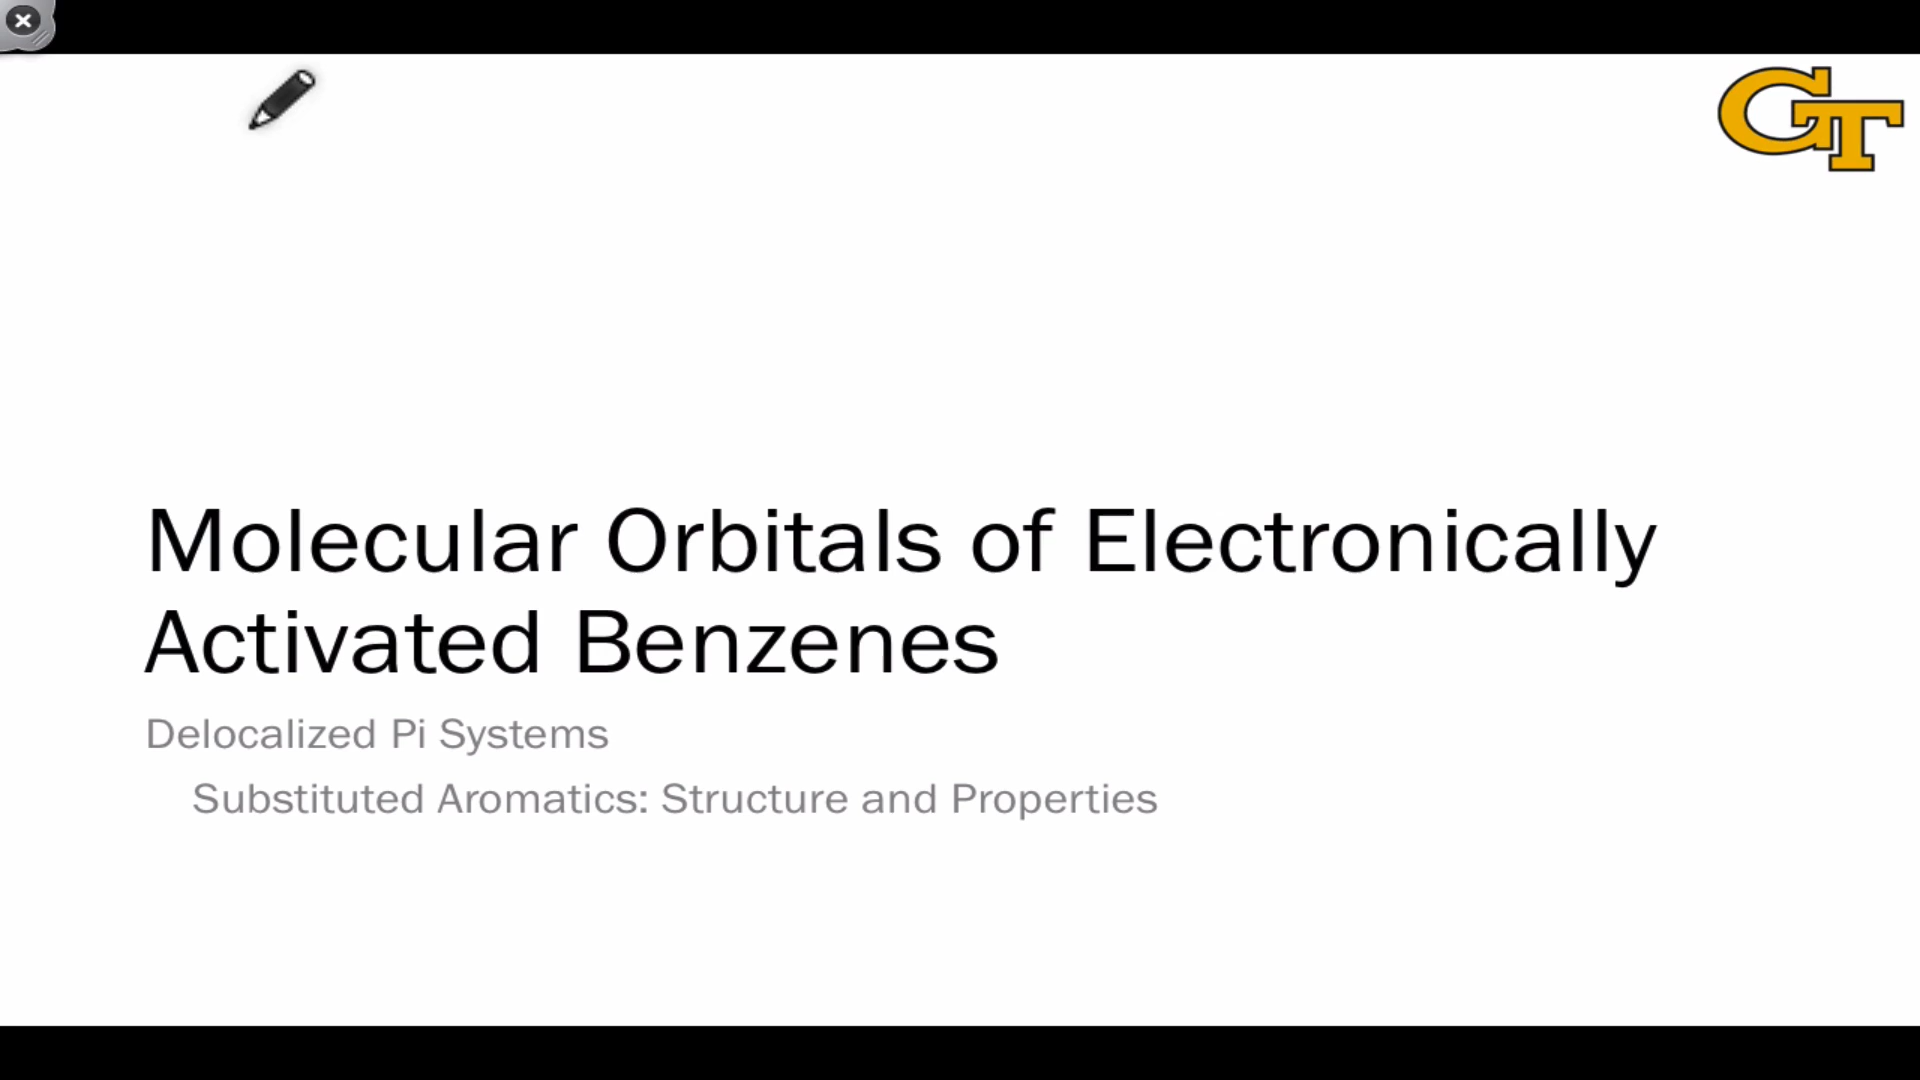 GT
Molecular Orbitals of Electronically
Activated Benzenes
Delocalized Pi Systems
Substituted Aromatics: Structure and Properties